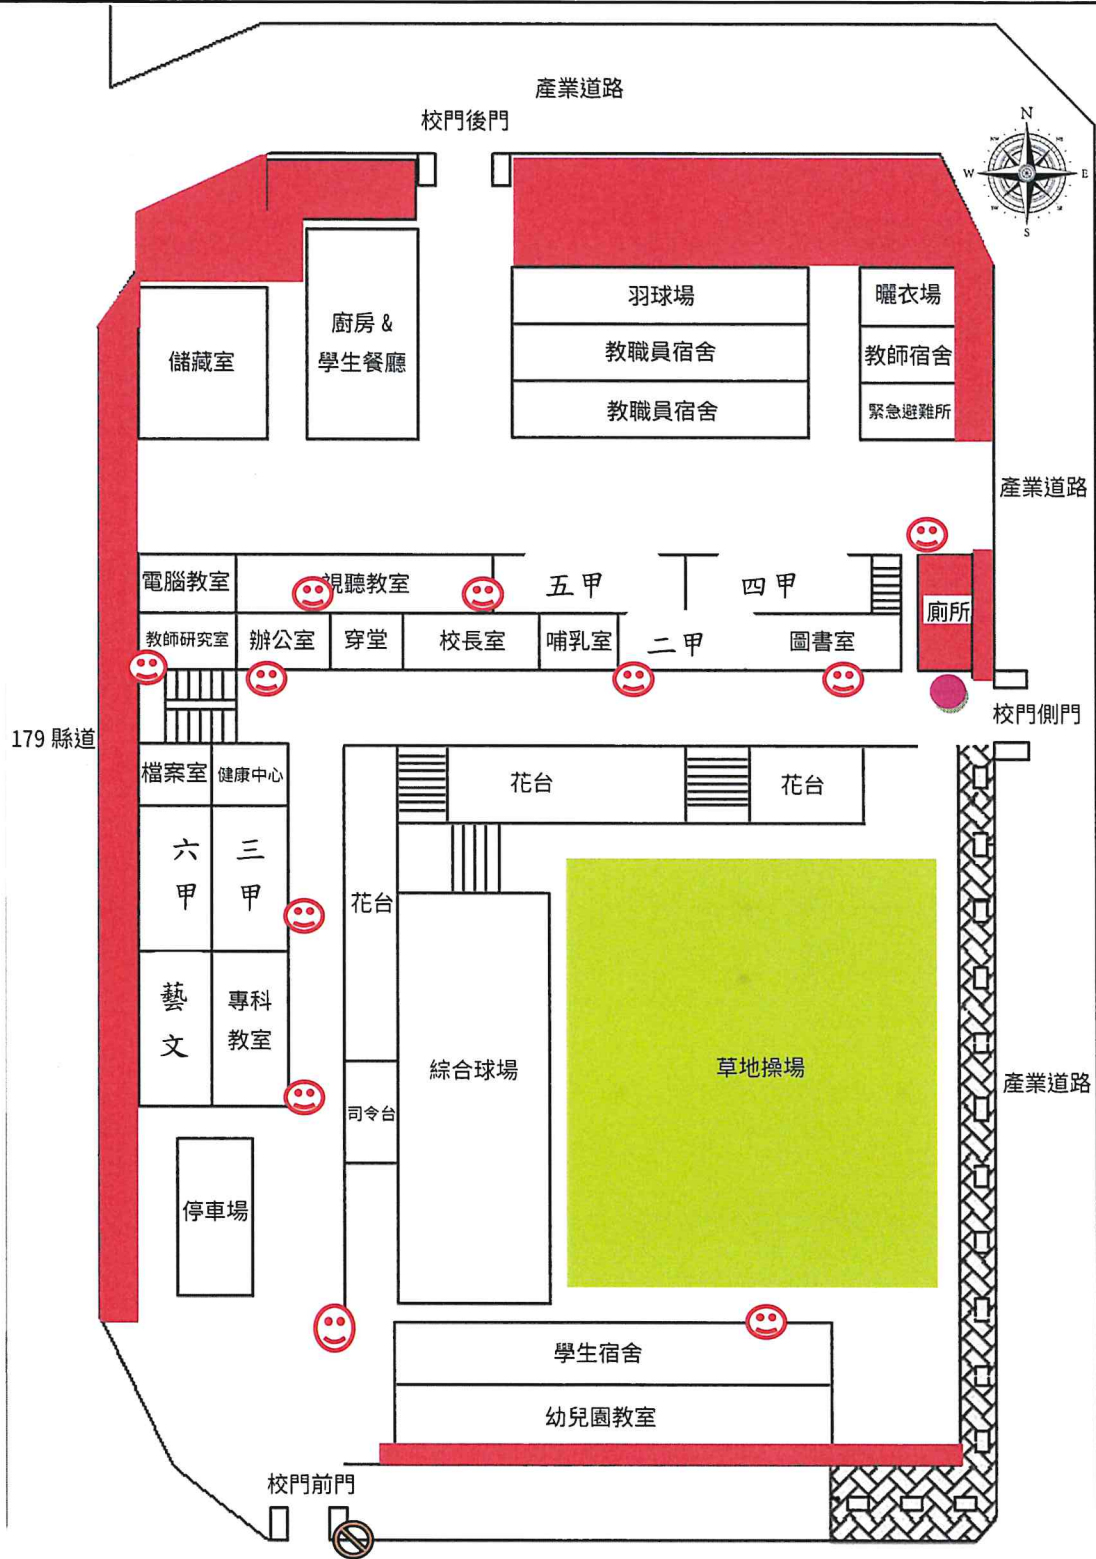 產業道路
校門後門
N
W
E
S
羽球場
曬衣場
廚房 &
學生餐廳
儲藏室
教職員宿舍
教師宿舍
教職員宿舍
緊急避難所
產業道路
電腦教室
視聽教室
五甲
四甲
廁所
教師研究室
辦公室
穿堂
校長室
哺乳室
二甲
圖書室
校門側門
179 縣道
檔案室
健康中心
花台
花台
六
甲
三
甲
花台
藝
文
專科
教室
綜合球場
草地操場
產業道路
司令台
停車場
學生宿舍
幼兒園教室
校門前門